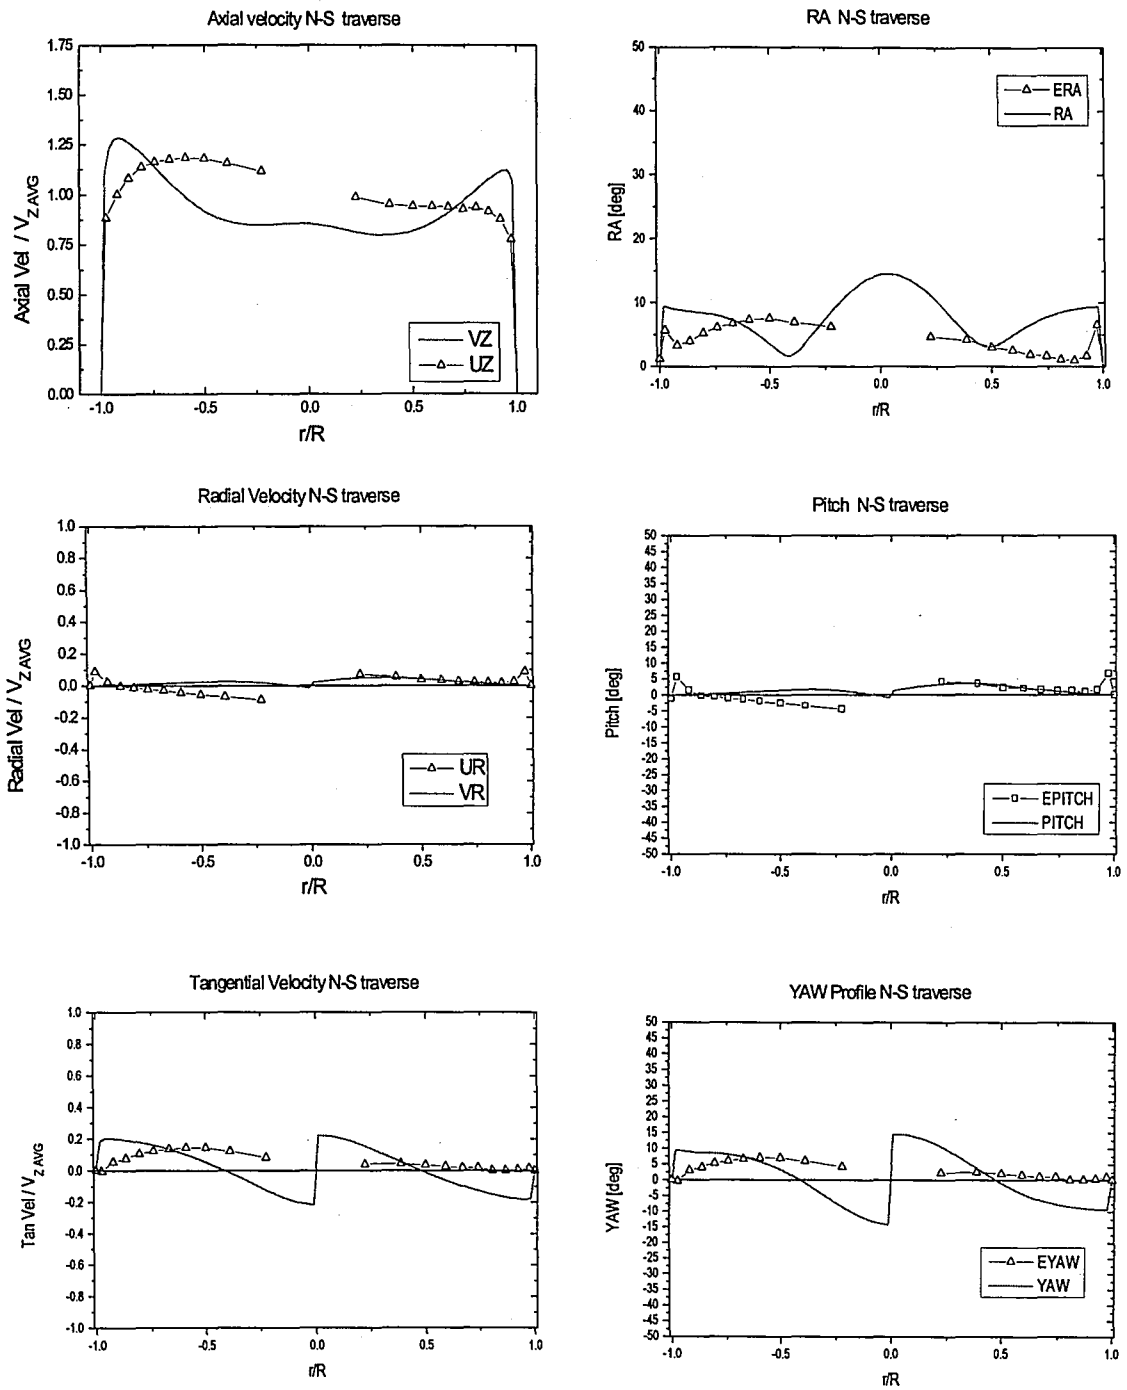 Axial velocity N-S traverse
1.75
1.50
1.25
1.00
0.75
0.50
0.25
0.00
Axial Vel / V_Z AVG
VZ
UZ
-1.0 -0.5 0.0 0.5 1.0
r/R
RA N-S traverse
50
40
30
20
10
0
RA [deg]
ERA
RA
-1.0 -0.5 0.0 0.5 1.0
r/R
Radial Velocity N-S traverse
1.0
0.8
0.6
0.4
0.2
0.0
-0.2
-0.4
-0.6
-0.8
-1.0
Radial Vel / V_Z AVG
UR
VR
-1.0 -0.5 0.0 0.5 1.0
r/R
Pitch N-S traverse
50
45
40
35
30
25
20
15
10
5
0
-5
-10
-15
-20
-25
-30
-35
-40
-45
-50
Pitch [deg]
EPITCH
PITCH
-1.0 -0.5 0.0 0.5 1.0
r/R
Tangential Velocity N-S traverse
1.0
0.8
0.6
0.4
0.2
0.0
-0.2
-0.4
-0.6
-0.8
-1.0
Tan Vel / V_Z AVG
-1.0 -0.5 0.0 0.5 1.0
r/R
YAW Profile N-S traverse
50
45
40
35
30
25
20
15
10
5
0
-5
-10
-15
-20
-25
-30
-35
-40
-45
-50
YAW [deg]
EYAW
YAW
-1.0 -0.5 0.0 0.5 1.0
r/R